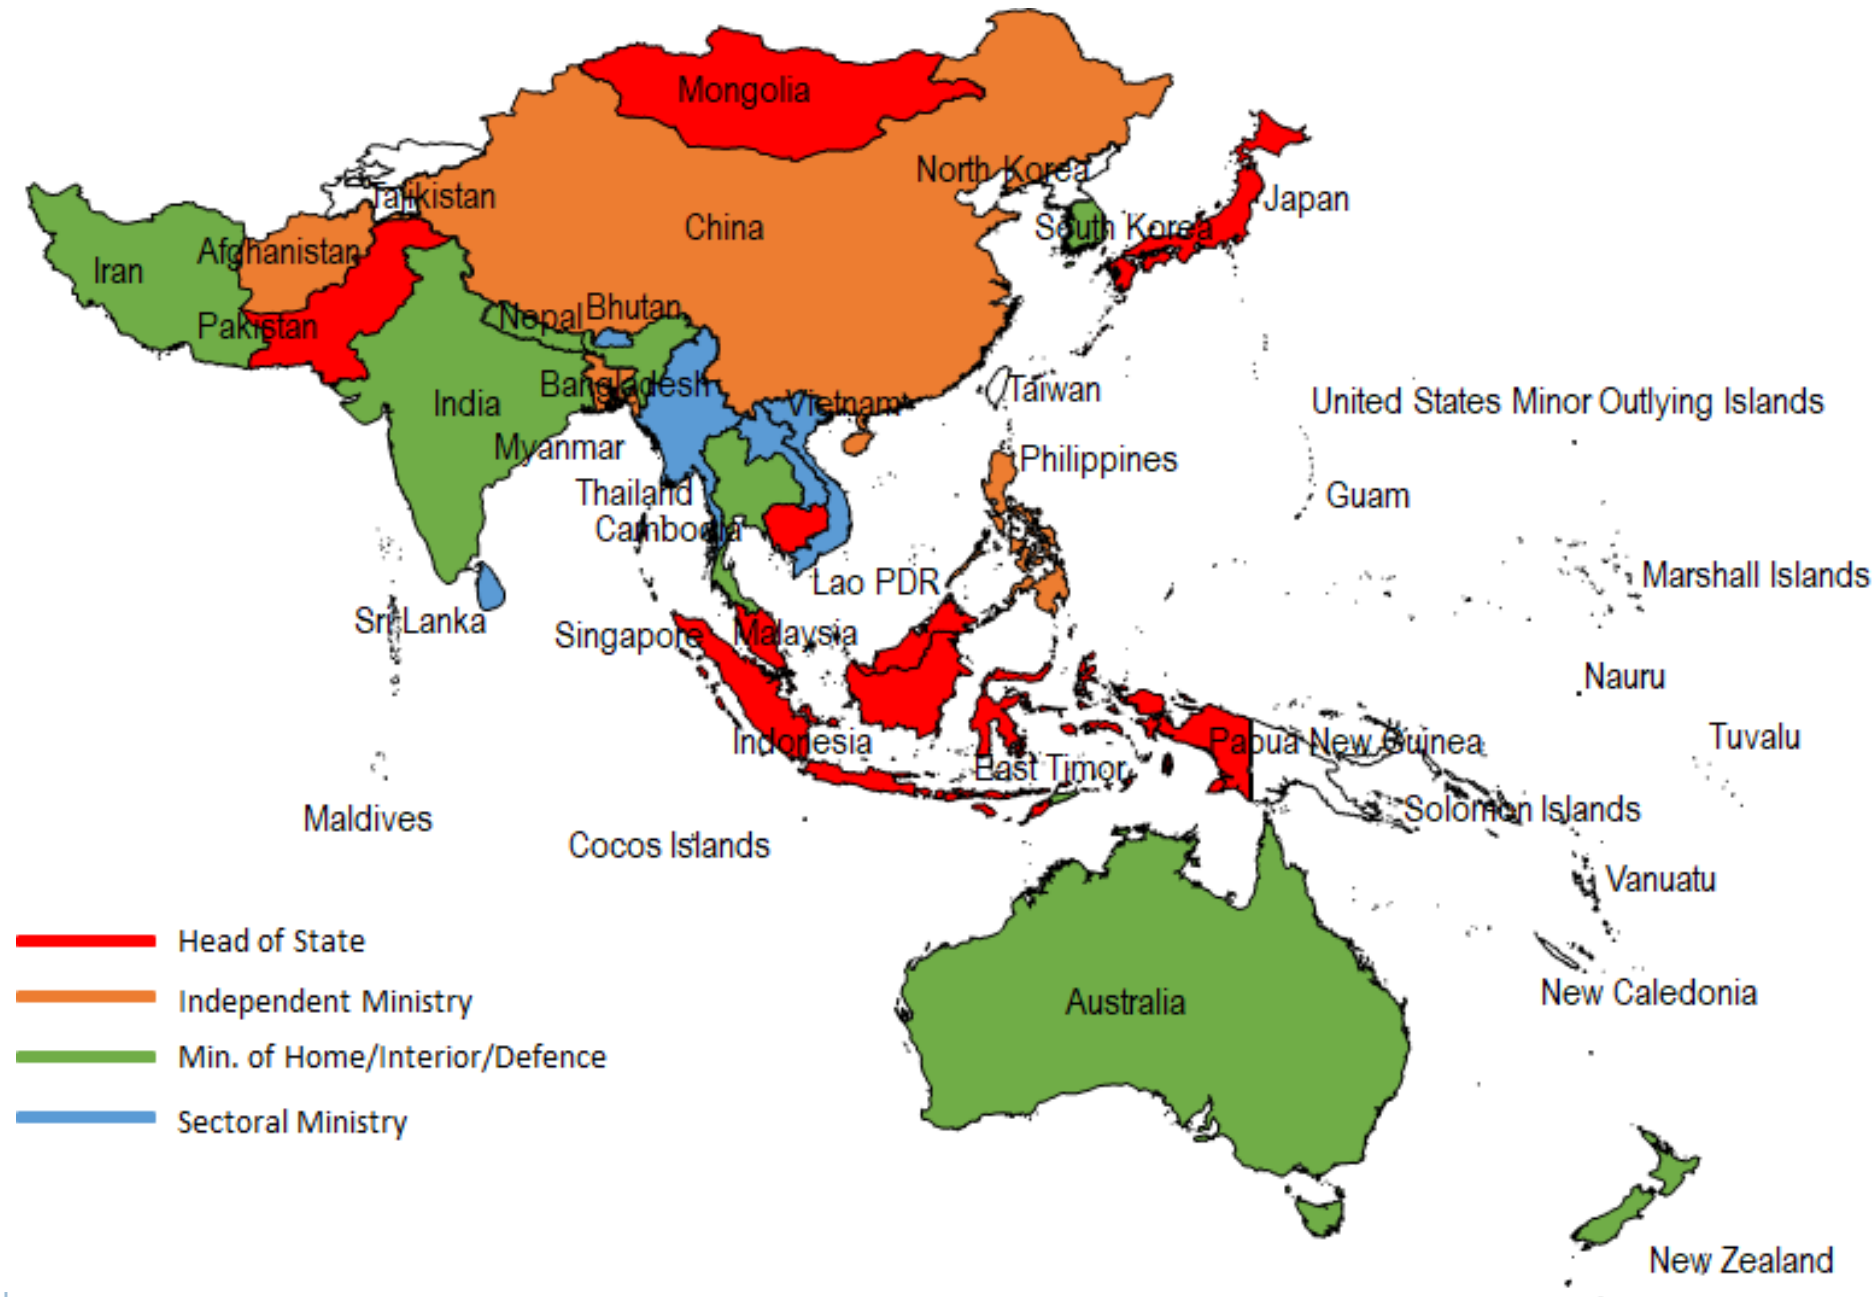 Mongolia
North Korea
Tajikistan
Japan
China
South Korea
Afghanistan
Iran
Nepal
Bhutan
Pakistan
Bangladesh
Taiwan
India
Vietnam
United States Minor Outlying Islands
Myanmar
Philippines
Thailand
Guam
Cambodia
Lao PDR
Marshall Islands
Sri Lanka
Singapore
Malaysia
Nauru
Indonesia
Papua New Guinea
Tuvalu
East Timor
Maldives
Solomon Islands
Cocos Islands
Vanuatu
Head of State
New Caledonia
Independent Ministry
Australia
Min. of Home/Interior/Defence
Sectoral Ministry
New Zealand